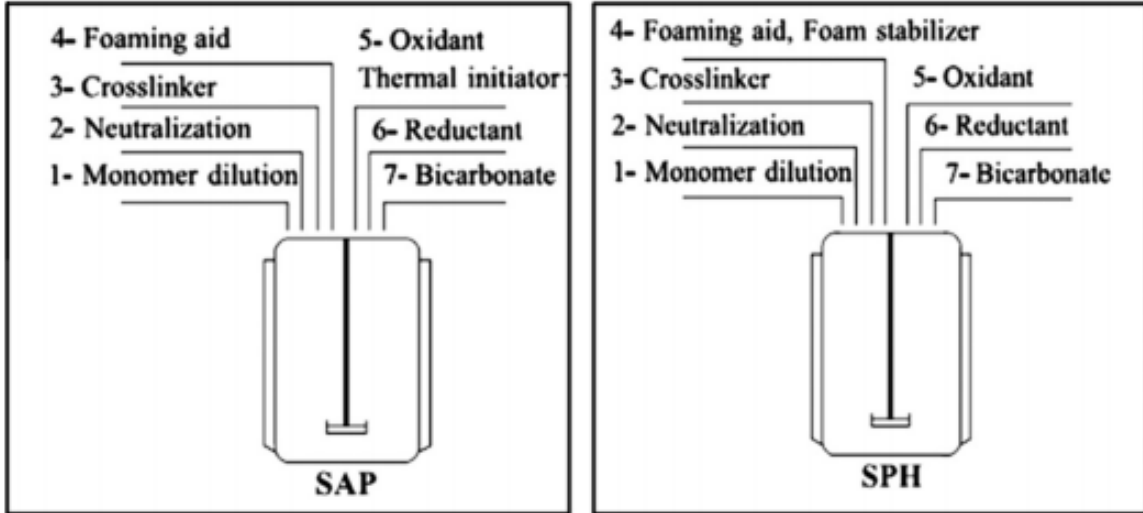 4- Foaming aid
3- Crosslinker
2- Neutralization
1- Monomer dilution
5- Oxidant
Thermal initiator
6- Reductant
7- Bicarbonate
SAP
4- Foaming aid, Foam stabilizer
3- Crosslinker
2- Neutralization
1- Monomer dilution
5- Oxidant
6- Reductant
7- Bicarbonate
SPH